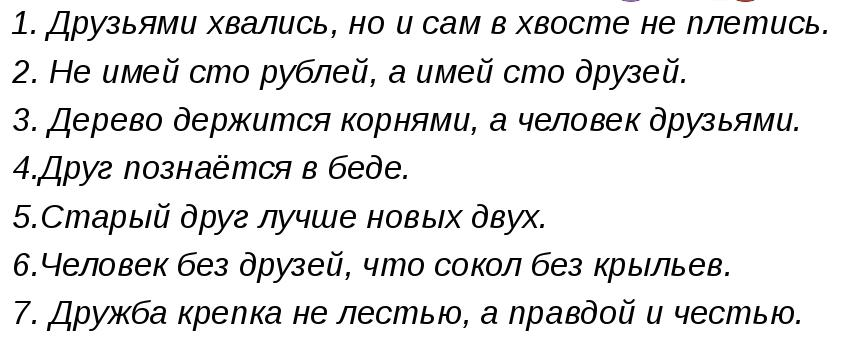 1. Друзьями хвались, но и сам в хвосте не плетись.
2. Не имей сто рублей, а имей сто друзей.
3. Дерево держится корнями, а человек друзьями.
4.Друг познаётся в беде.
5.Старый друг лучше новых двух.
6.Человек без друзей, что сокол без крыльев.
7. Дружба крепка не лестью, а правдой и честью.